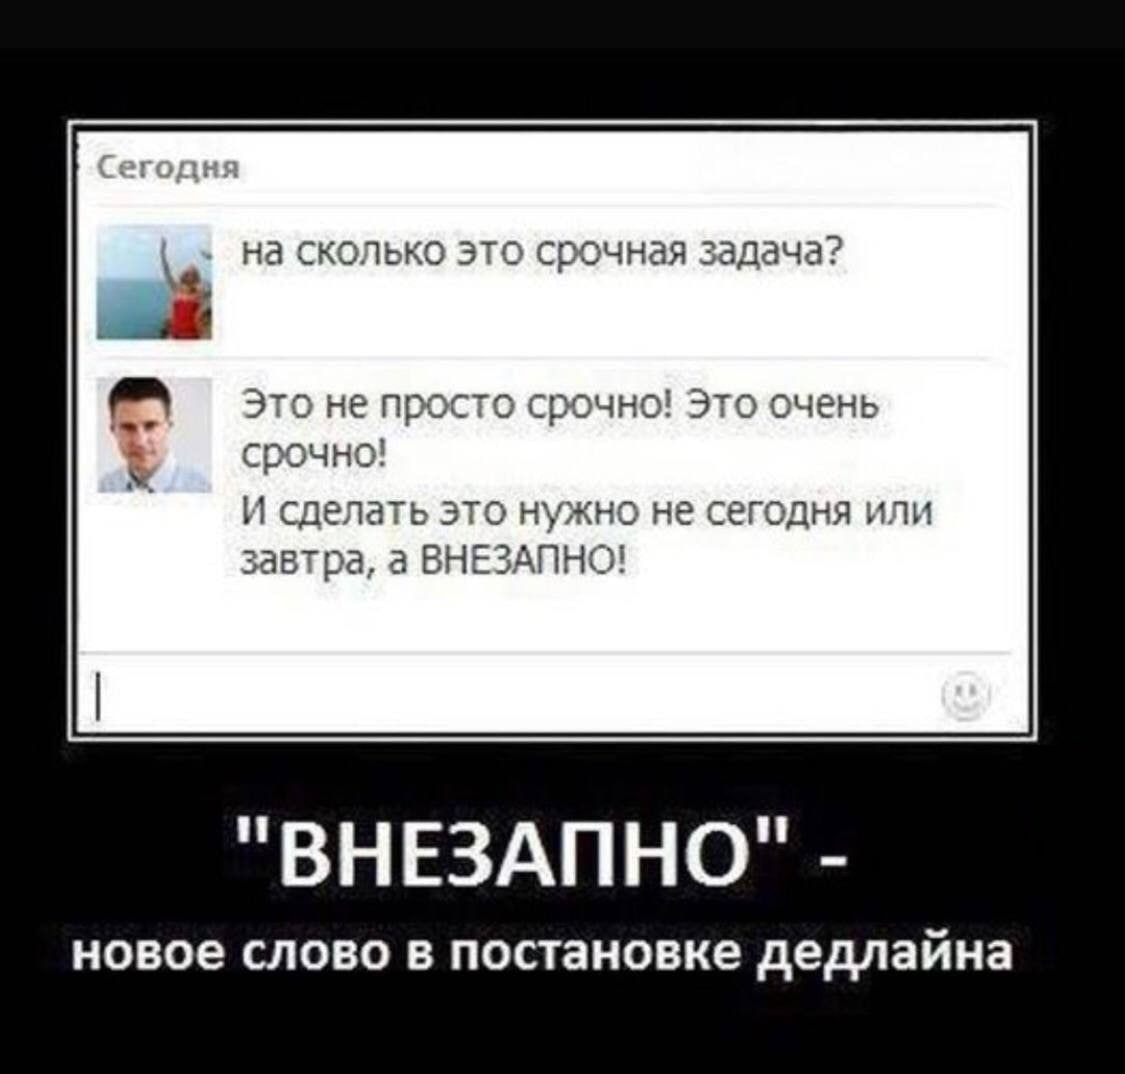 Сегодня
на сколько это срочная задача?
Это не просто срочно! Это очень
срочно!
И сделать это нужно не сегодня или
завтра, а ВНЕЗАПНО!
"ВНЕЗАПНО" -
новое слово в постановке дедлайна